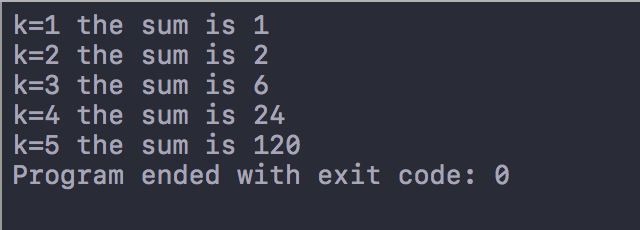 k=1 the sum is 1
k=2 the sum is 2
k=3 the sum is 6
k=4 the sum is 24
k=5 the sum is 120
Program ended with exit code: 0